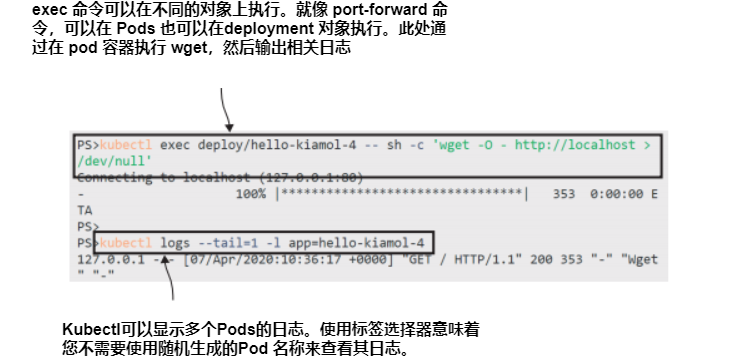 exec 命令可以在不同的对象上执行。就像 port-forward 命
令，可以在 Pods 也可以在deployment 对象执行。此处通
过在 pod 容器执行 wget，然后输出相关日志
PS>kubectl exec deploy/hello-kiamol-4 -- sh -c 'wget -O - http://localhost >
/dev/null'
Connecting to localhost (127.0.0.1:80)
- 100% |********************************| 353 0:00:00 E
TA
PS>
PS>kubectl logs --tail=1 -l app=hello-kiamol-4
127.0.0.1 - - [07/Apr/2020:10:36:17 +0000] "GET / HTTP/1.1" 200 353 "-" "Wget
" "-"
Kubectl可以显示多个Pods的日志。使用标签选择器意味着
您不需要使用随机生成的Pod 名称来查看其日志。